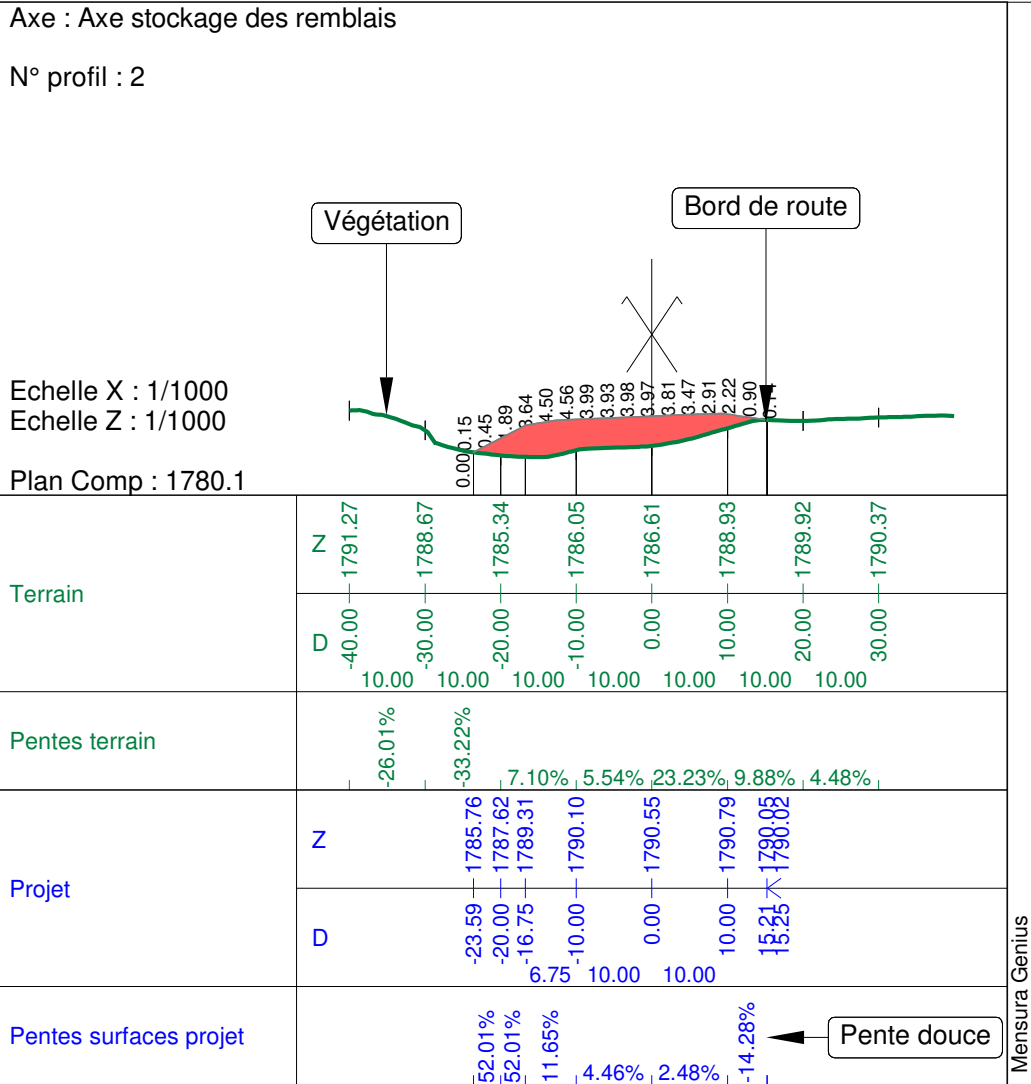 Axe : Axe stockage des remblais
N° profil : 2
Végétation
Bord de route
Echelle X : 1/1000
Echelle Z : 1/1000
Plan Comp : 1780.1
0.00 0.15 0.45 1.89 3.64 4.50 4.56 3.99 3.93 3.98 3.97 3.81 3.47 2.91 2.22 0.90 0.14
Terrain
Z 1791.27 1788.67 1785.34 1786.05 1786.61 1788.93 1789.92 1790.37
D -40.00 -30.00 -20.00 -10.00 0.00 10.00 20.00 30.00
10.00 10.00 10.00 10.00 10.00 10.00 10.00
Pentes terrain
-26.01% -33.22% 7.10% 5.54% 23.23% 9.88% 4.48%
Projet
Z 1785.76 1787.62 1789.31 1790.10 1790.55 1790.79 1790.05 1790.02
D -23.59 -20.00 -16.75 -10.00 0.00 10.00 15.21 15.25
6.75 10.00 10.00
Pentes surfaces projet
52.01% 52.01% 11.65% 4.46% 2.48% -14.28%
Pente douce
Mensura Genius